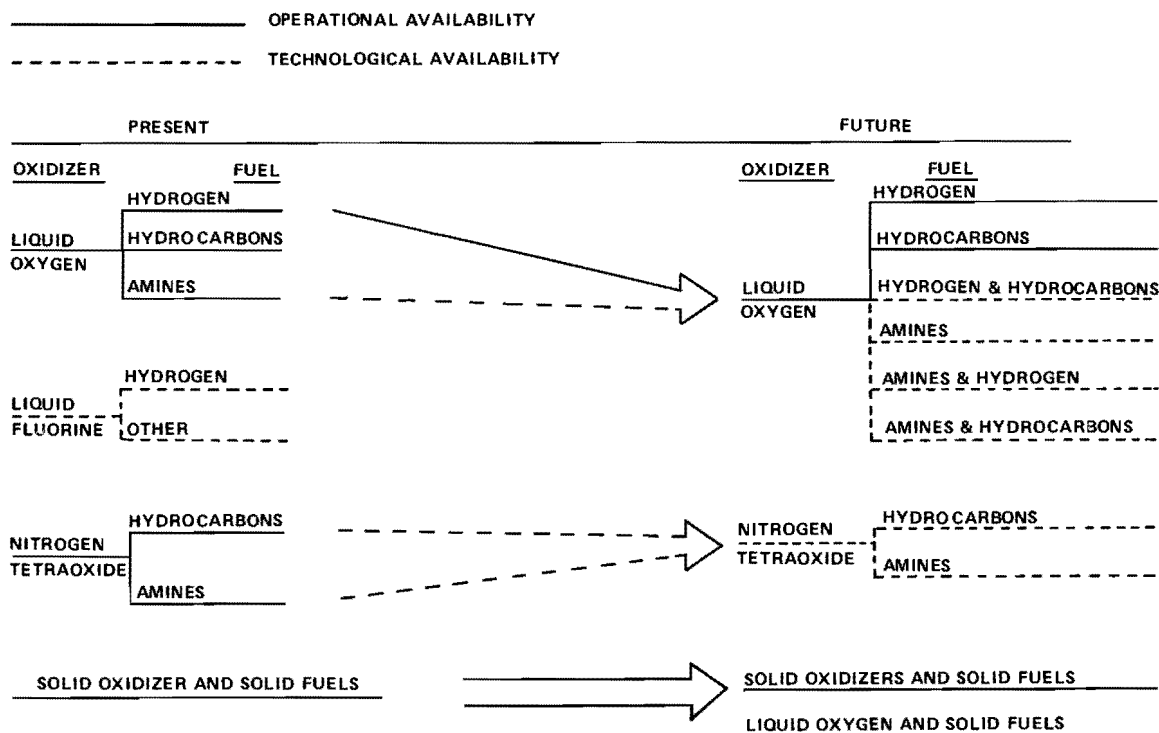 OPERATIONAL AVAILABILITY
TECHNOLOGICAL AVAILABILITY
PRESENT
FUTURE
OXIDIZER
FUEL
OXIDIZER
FUEL
HYDROGEN
LIQUID
OXYGEN
HYDROCARBONS
AMINES
HYDROGEN
HYDROCARBONS
LIQUID
OXYGEN
HYDROGEN & HYDROCARBONS
AMINES
AMINES & HYDROGEN
AMINES & HYDROCARBONS
HYDROGEN
LIQUID
FLUORINE
OTHER
HYDROCARBONS
NITROGEN
TETRAOXIDE
AMINES
HYDROCARBONS
NITROGEN
TETRAOXIDE
AMINES
SOLID OXIDIZER AND SOLID FUELS
SOLID OXIDIZERS AND SOLID FUELS
LIQUID OXYGEN AND SOLID FUELS